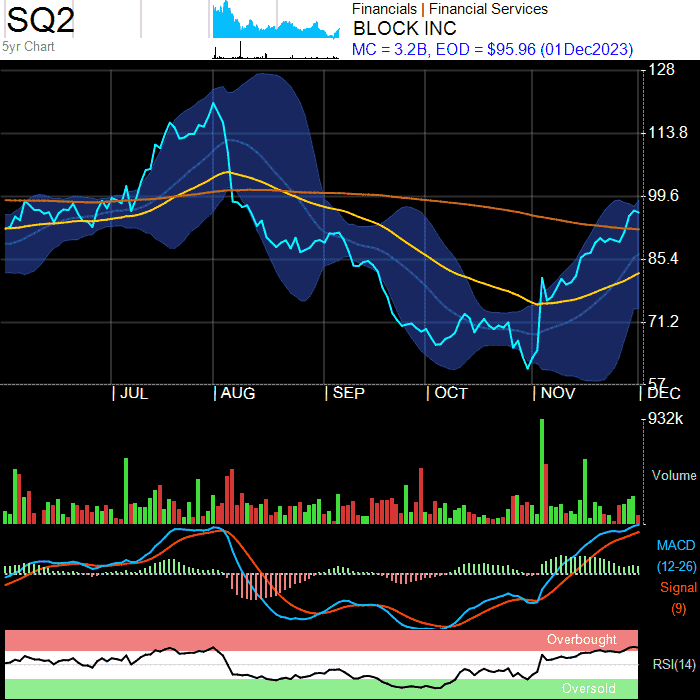 SQ2
5yr Chart
Financials | Financial Services
BLOCK INC
MC = 3.2B, EOD = $95.96 (01Dec2023)
128
113.8
99.6
85.4
71.2
57
| JUL
| AUG
| SEP
| OCT
| NOV
| DEC
932k
Volume
MACD
(12-26)
Signal
(9)
Overbought
RSI(14)
Oversold